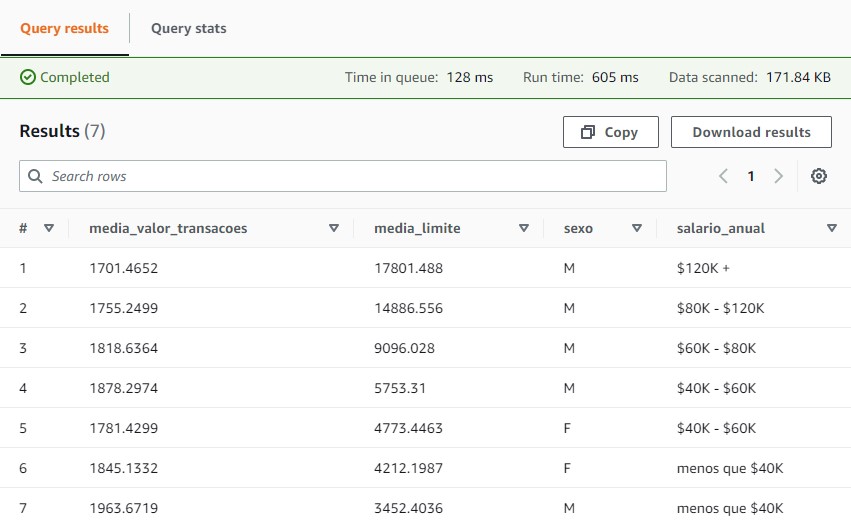 Query results Query stats
Completed Time in queue: 128 ms Run time: 605 ms Data scanned: 171.84 KB
Results (7) Copy Download results
Search rows 1
# media_valor_transacoes media_limite sexo salario_anual
1 1701.4652 17801.488 M $120K +
2 1755.2499 14886.556 M $80K - $120K
3 1818.6364 9096.028 M $60K - $80K
4 1878.2974 5753.31 M $40K - $60K
5 1781.4299 4773.4463 F $40K - $60K
6 1845.1332 4212.1987 F menos que $40K
7 1963.6719 3452.4036 M menos que $40K